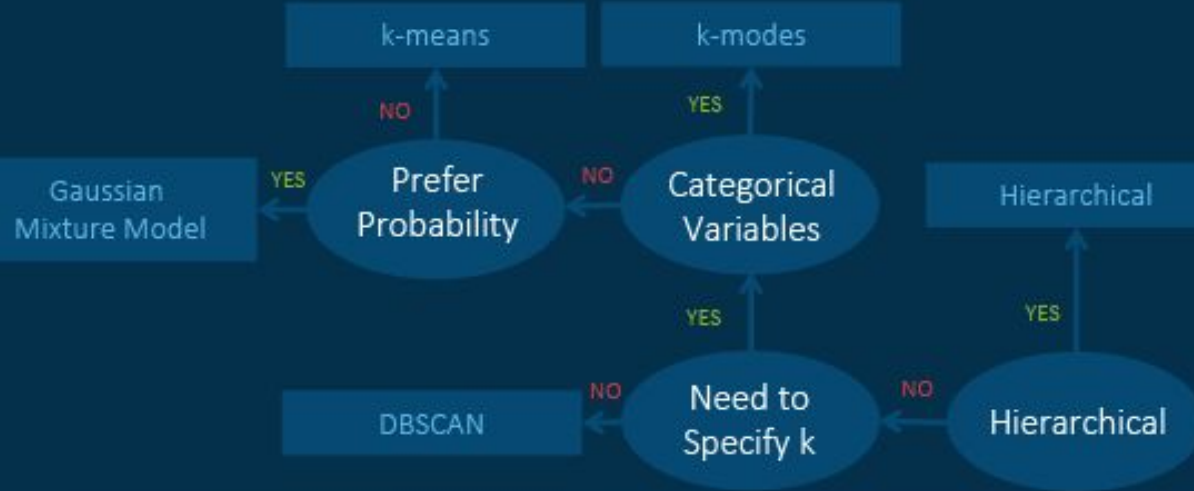 k-means
k-modes
NO
YES
Gaussian
Mixture Model
YES
Prefer
Probability
NO
Categorical
Variables
Hierarchical
YES
YES
DBSCAN
NO
Need to
Specify k
NO
Hierarchical